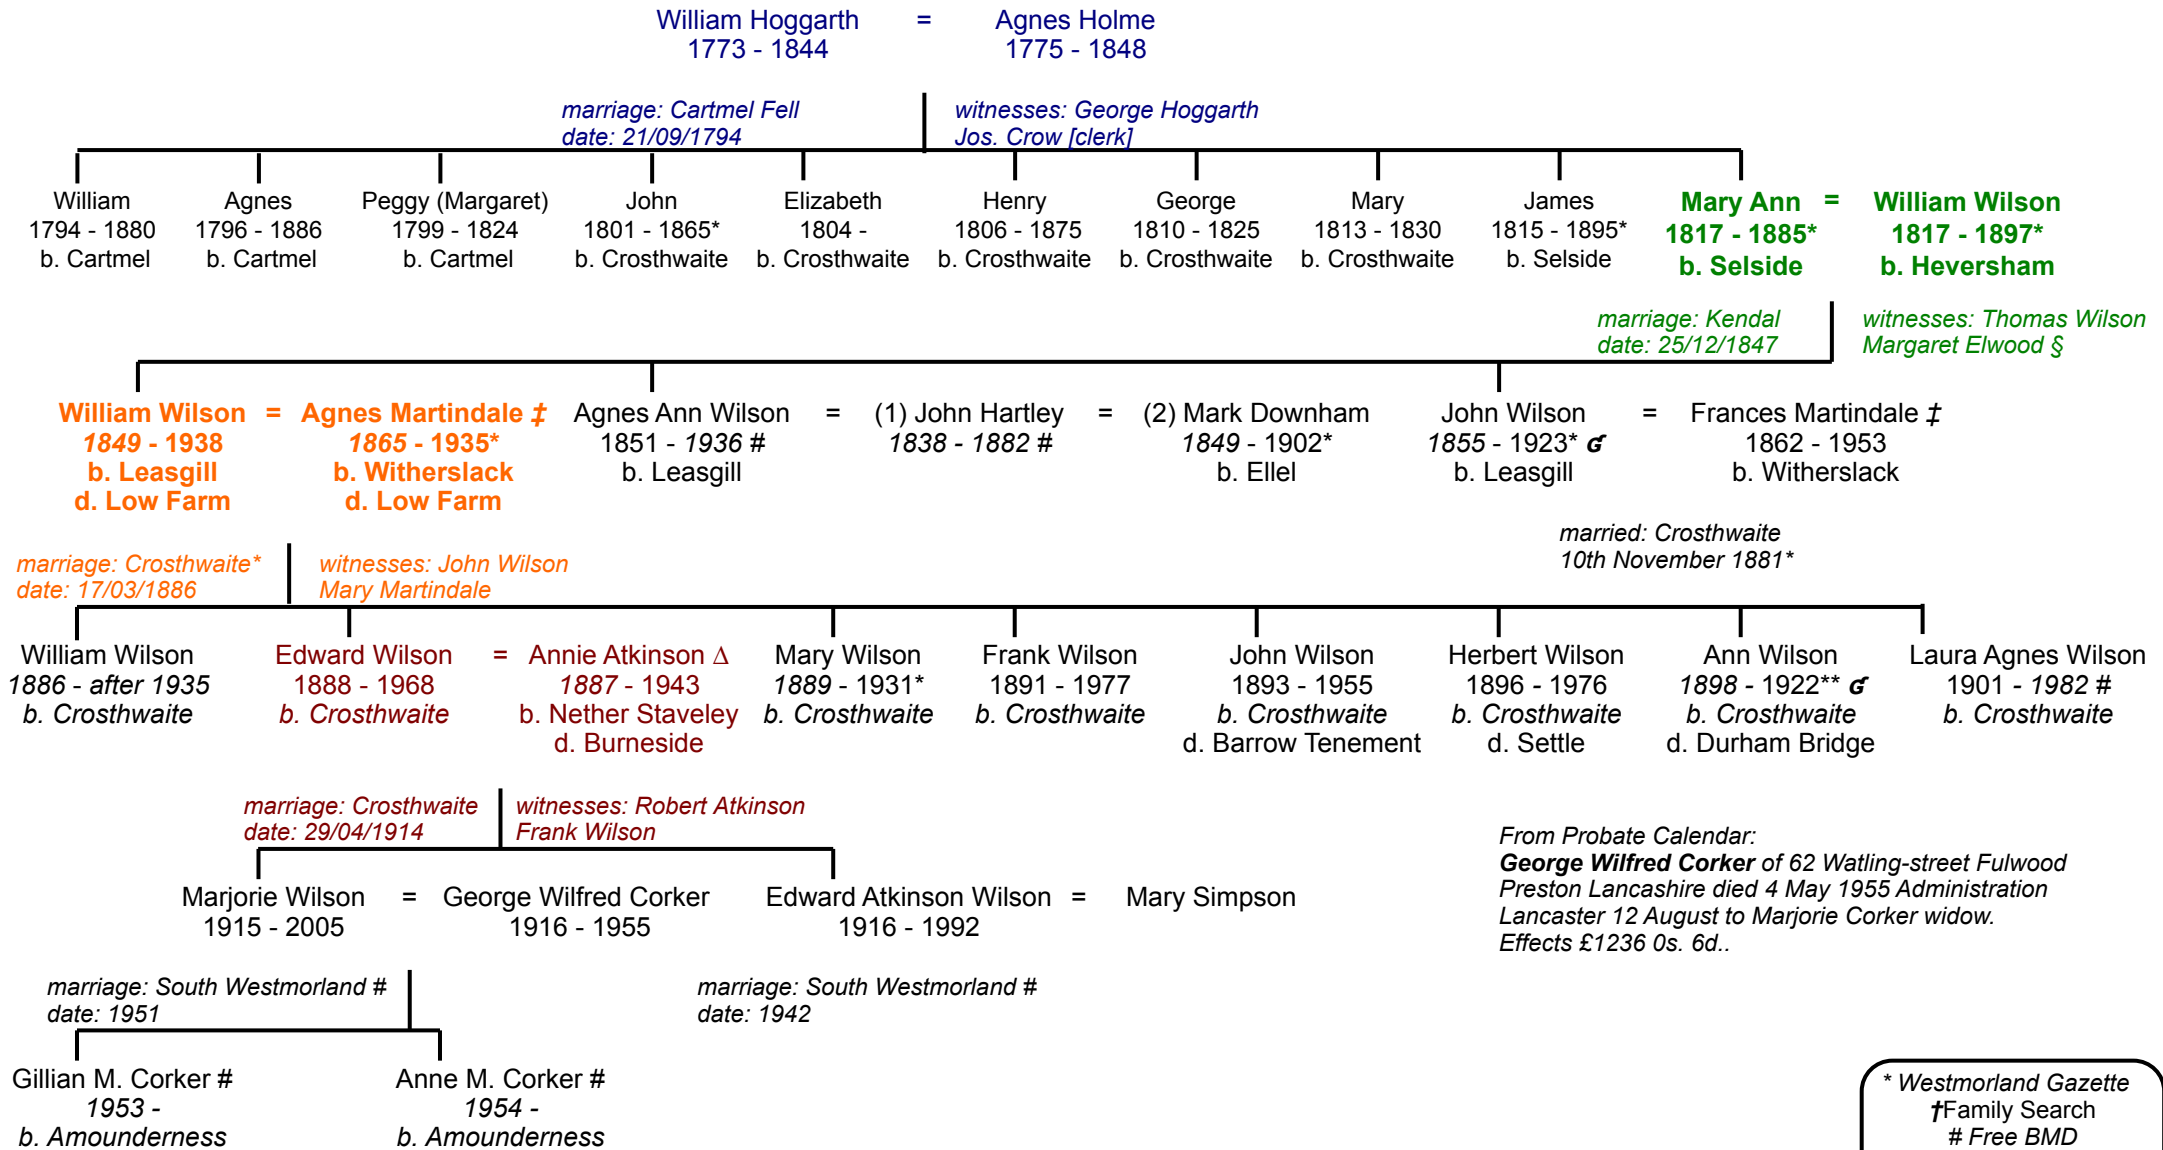 William Hoggarth = Agnes Holme
1773 - 1844 1775 - 1848
marriage: Cartmel Fell witnesses: George Hoggarth
date: 21/09/1794 Jos. Crow [clerk]
William Agnes Peggy (Margaret) John Elizabeth Henry George Mary James Mary Ann = William Wilson
1794 - 1880 1796 - 1886 1799 - 1824 1801 - 1865* 1804 - 1806 - 1875 1810 - 1825 1813 - 1830 1815 - 1895* 1817 - 1885* 1817 - 1897*
b. Cartmel b. Cartmel b. Cartmel b. Crosthwaite b. Crosthwaite b. Crosthwaite b. Crosthwaite b. Crosthwaite b. Selside b. Selside b. Heversham
marriage: Kendal witnesses: Thomas Wilson
date: 25/12/1847 Margaret Elwood §
William Wilson = Agnes Martindale ‡ Agnes Ann Wilson = (1) John Hartley = (2) Mark Downham John Wilson = Frances Martindale ‡
1849 - 1938 1865 - 1935* 1851 - 1936 # 1838 - 1882 # 1849 - 1902* 1855 - 1923* G 1862 - 1953
b. Leasgill b. Witherslack b. Leasgill b. Ellel b. Leasgill b. Witherslack
d. Low Farm d. Low Farm
married: Crosthwaite
10th November 1881*
marriage: Crosthwaite* witnesses: John Wilson
date: 17/03/1886 Mary Martindale
William Wilson Edward Wilson = Annie Atkinson Δ Mary Wilson Frank Wilson John Wilson Herbert Wilson Ann Wilson Laura Agnes Wilson
1886 - after 1935 1888 - 1968 1887 - 1943 1889 - 1931* 1891 - 1977 1893 - 1955 1896 - 1976 1898 - 1922** G 1901 - 1982 #
b. Crosthwaite b. Crosthwaite b. Nether Staveley b. Crosthwaite b. Crosthwaite b. Crosthwaite b. Crosthwaite b. Crosthwaite b. Crosthwaite
d. Burneside d. Barrow Tenement d. Settle d. Durham Bridge
marriage: Crosthwaite witnesses: Robert Atkinson
date: 29/04/1914 Frank Wilson
From Probate Calendar:
George Wilfred Corker of 62 Watling-street Fulwood
Preston Lancashire died 4 May 1955 Administration
Lancaster 12 August to Marjorie Corker widow.
Effects £1236 0s. 6d..
Marjorie Wilson = George Wilfred Corker Edward Atkinson Wilson = Mary Simpson
1915 - 2005 1916 - 1955 1916 - 1992
marriage: South Westmorland # marriage: South Westmorland #
date: 1951 date: 1942
Gillian M. Corker # Anne M. Corker #
1953 - 1954 -
b. Amounderness b. Amounderness
* Westmorland Gazette
†Family Search
# Free BMD